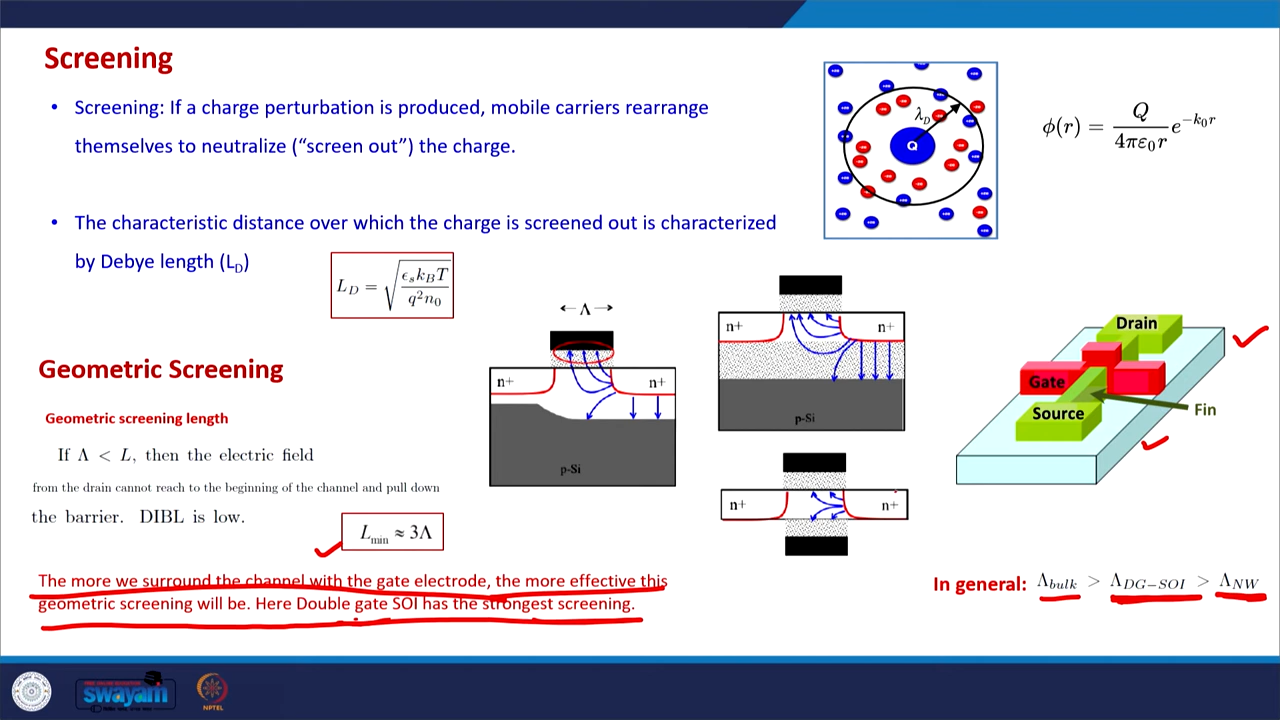 Screening
• Screening: If a charge perturbation is produced, mobile carriers rearrange
themselves to neutralize (“screen out”) the charge.
• The characteristic distance over which the charge is screened out is characterized
by Debye length (L_D)
L_D = √(ϵ_s k_B T / q² n_0)
λ_D
Q
ϕ(r) = Q / (4πε_0 r) e^{-k_0 r}
Geometric Screening
Geometric screening length
If Λ < L, then the electric field
from the drain cannot reach to the beginning of the channel and pull down
the barrier. DIBL is low.
L_min ≈ 3Λ
The more we surround the channel with the gate electrode, the more effective this
geometric screening will be. Here Double gate SOI has the strongest screening.
← Λ →
n+ n+
p-Si
n+ n+
p-Si
n+ n+
Drain
Gate
Source
Fin
In general: Λ_bulk > Λ_DG−SOI > Λ_NW
swayam
NPTEL